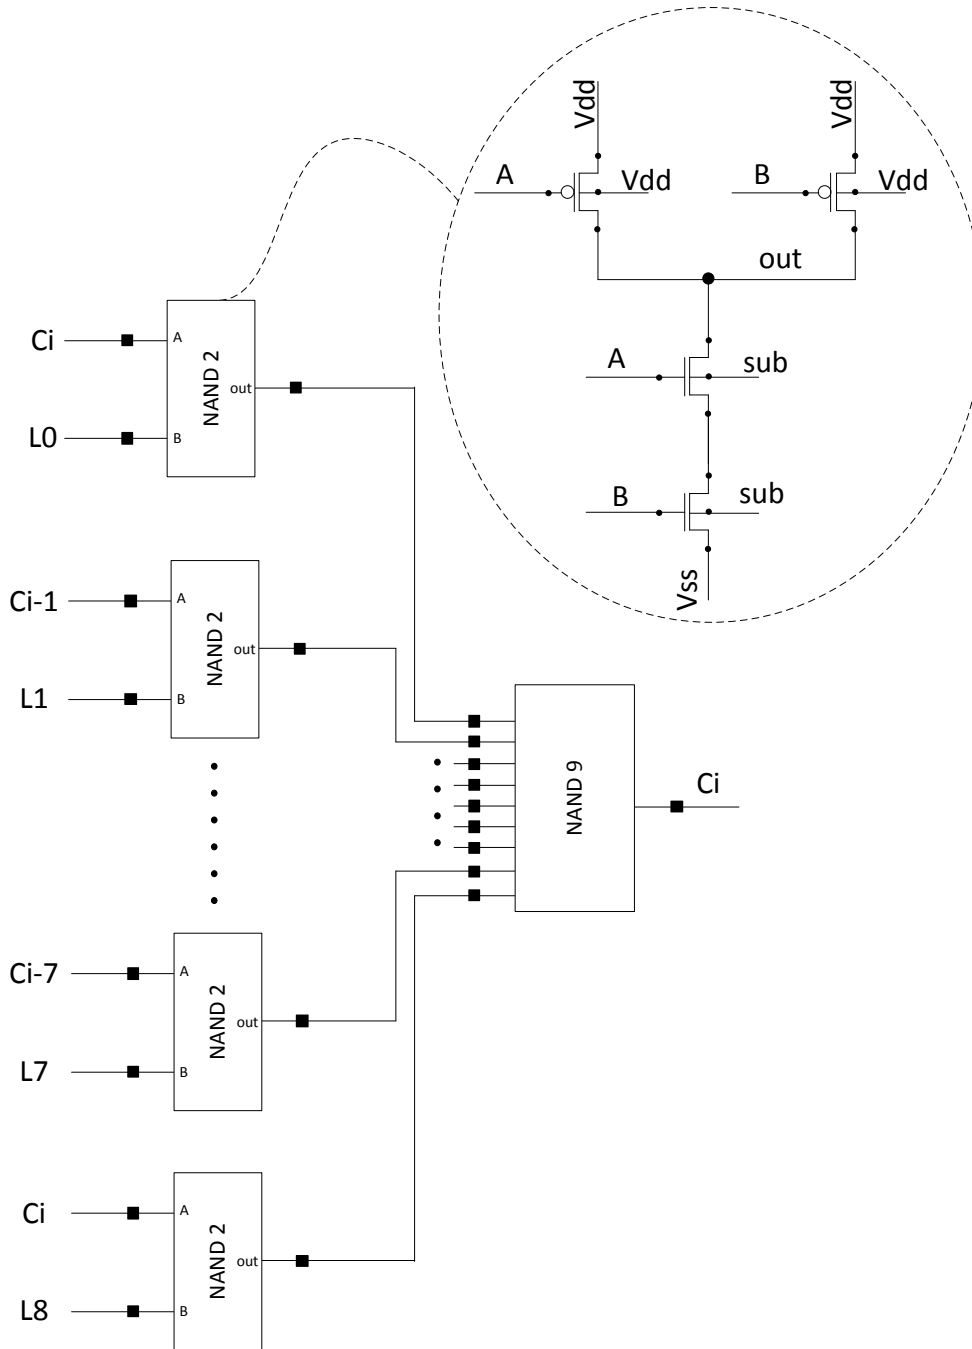 Vdd
Vdd
A
Vdd
B
Vdd
out
A
sub
B
sub
Vss
Ci
A
NAND 2
out
L0
B
Ci-1
A
NAND 2
out
L1
B
NAND 9
Ci
Ci-7
A
NAND 2
out
L7
B
Ci
A
NAND 2
out
L8
B